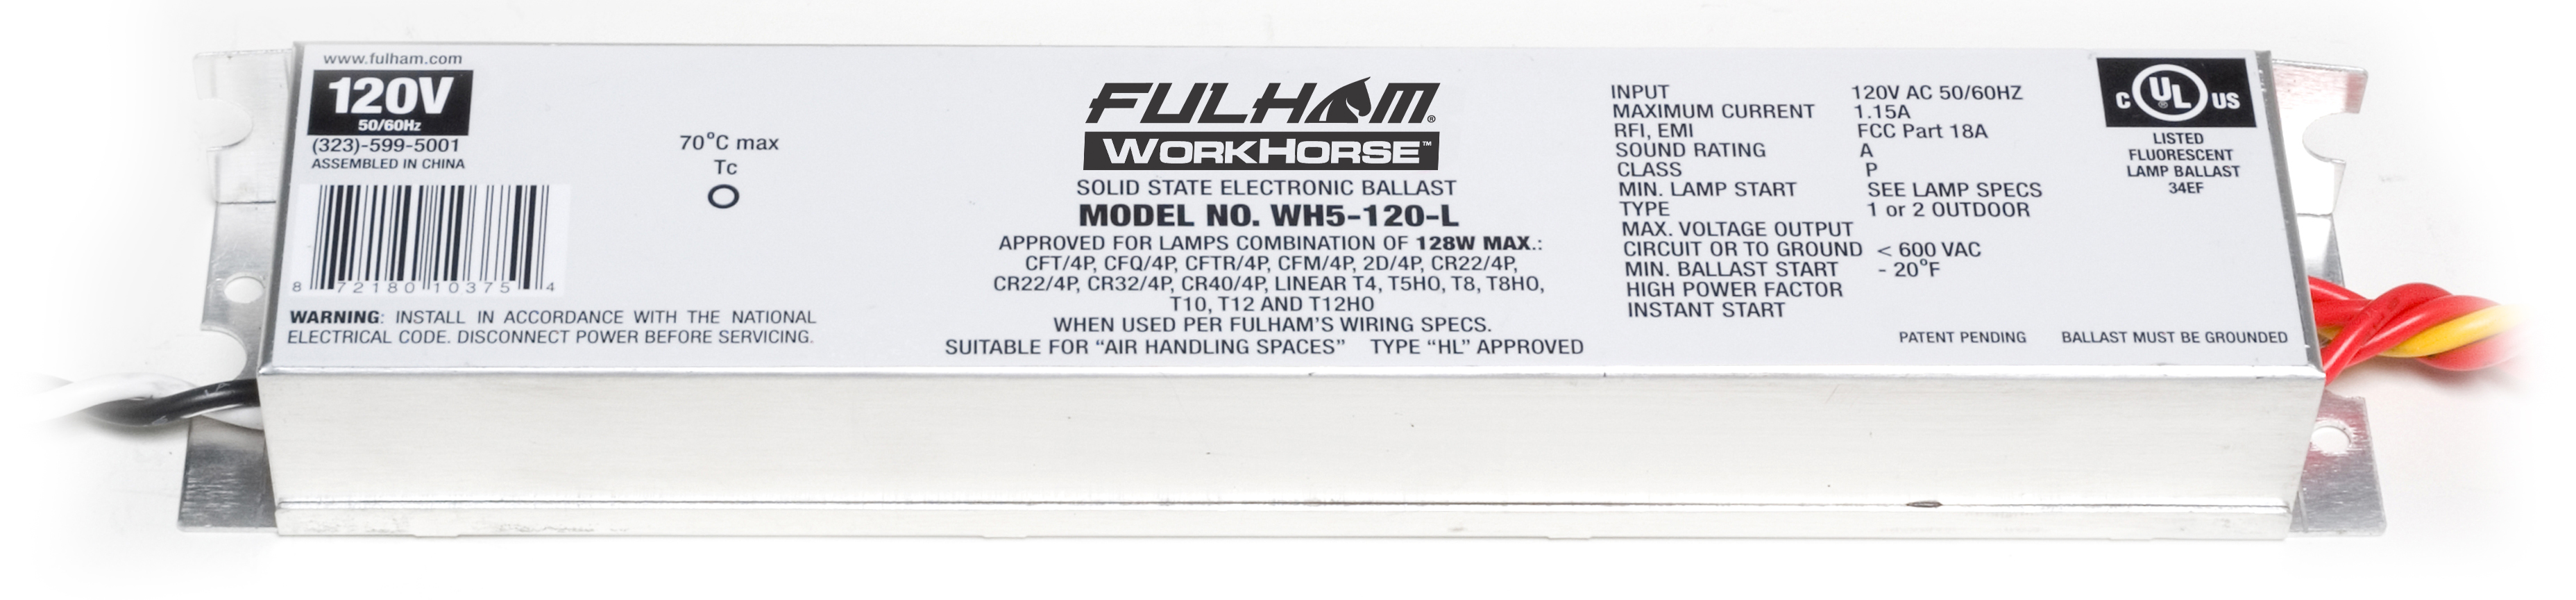 www.fulham.com
120V
50/60Hz
(323)-599-5001
ASSEMBLED IN CHINA
8 72180 10375 4
WARNING: INSTALL IN ACCORDANCE WITH THE NATIONAL
ELECTRICAL CODE. DISCONNECT POWER BEFORE SERVICING.
70°C max
Tc
FULHAM®
WORKHORSE™
SOLID STATE ELECTRONIC BALLAST
MODEL NO. WH5-120-L
APPROVED FOR LAMPS COMBINATION OF 128W MAX.:
CFT/4P, CFQ/4P, CFTR/4P, CFM/4P, 2D/4P, CR22/4P,
CR22/4P, CR32/4P, CR40/4P, LINEAR T4, T5HO, T8, T8HO,
T10, T12 AND T12HO
WHEN USED PER FULHAM'S WIRING SPECS.
SUITABLE FOR “AIR HANDLING SPACES” TYPE “HL” APPROVED
INPUT 120V AC 50/60HZ
MAXIMUM CURRENT 1.15A
RFI, EMI FCC Part 18A
SOUND RATING A
CLASS P
MIN. LAMP START SEE LAMP SPECS
TYPE 1 or 2 OUTDOOR
MAX. VOLTAGE OUTPUT
CIRCUIT OR TO GROUND < 600 VAC
MIN. BALLAST START - 20°F
HIGH POWER FACTOR
INSTANT START
C UL® US
LISTED
FLUORESCENT
LAMP BALLAST
34EF
PATENT PENDING BALLAST MUST BE GROUNDED